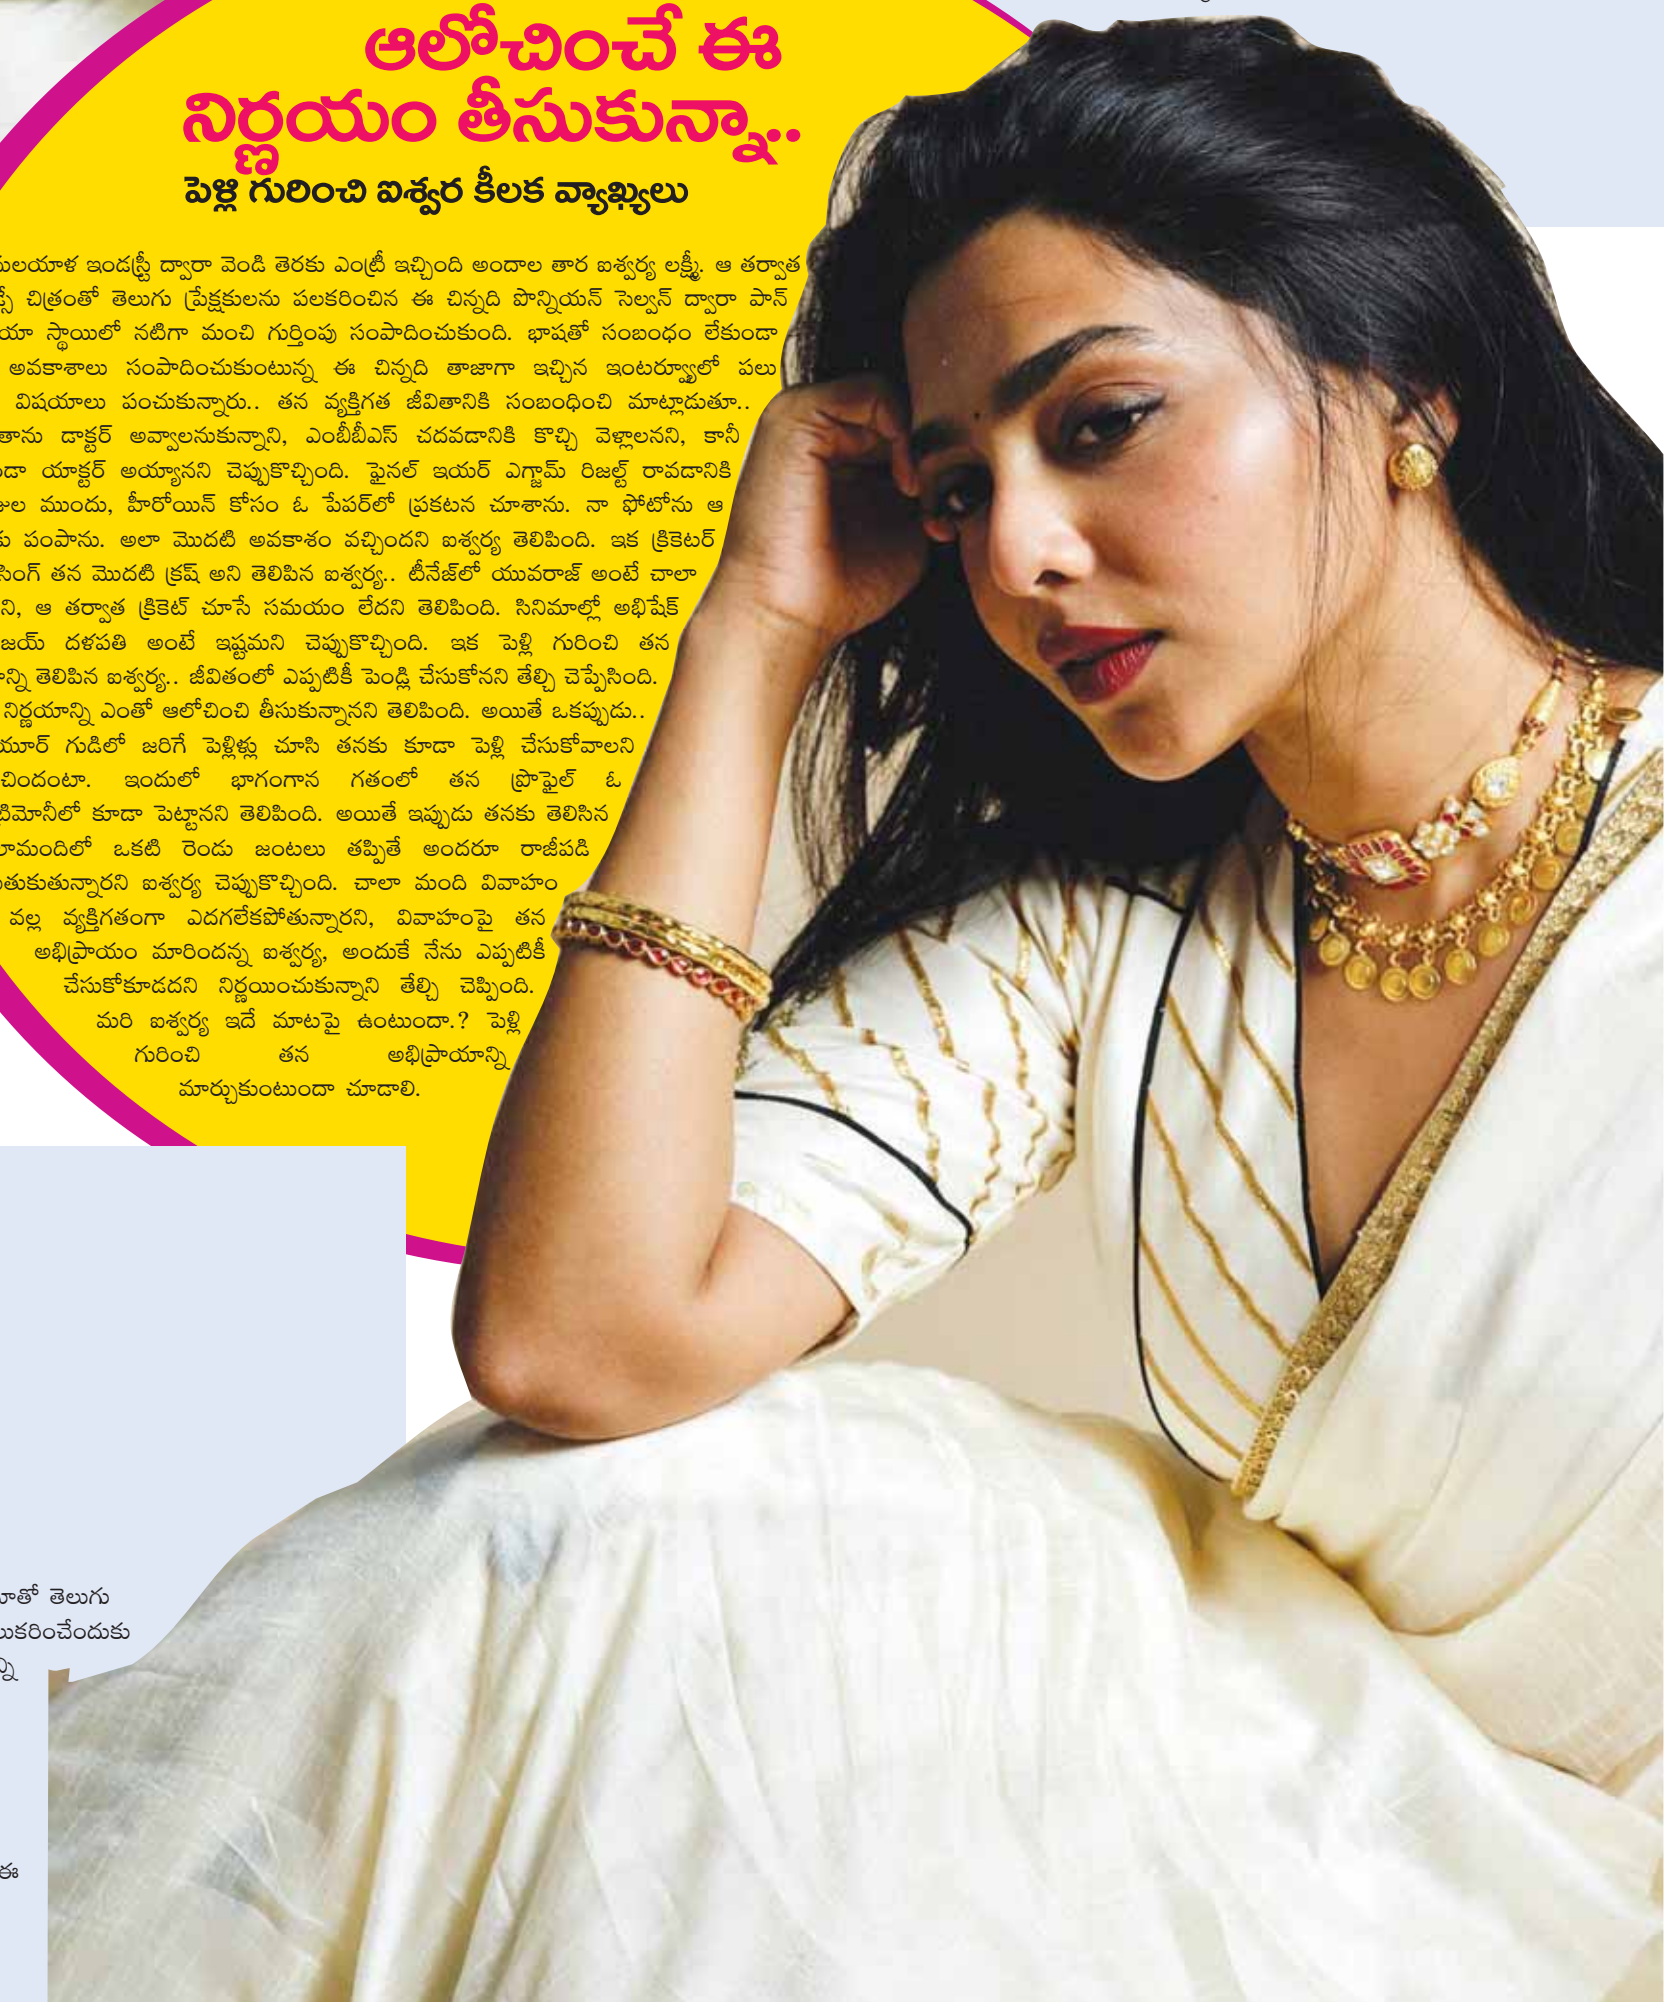 ఆలోచించే ఈ
నిర్ణయం తీసుకున్నా..
పెళ్లి గురించి ఐశ్వర కీలక వ్యాఖ్యలు
ఇండస్ట్రీ ద్వారా వెండి తెరకు ఎంట్రీ ఇచ్చింది అందాల తార ఐశ్వర్య లక్ష్మీ. ఆ తర్వాత
చిత్రంతో తెలుగు ప్రేక్షకులను పలకరించిన ఈ చిన్నది పొన్నియన్ సెల్వన్ ద్వారా పాన్
స్థాయిలో నటిగా మంచి గుర్తింపు సంపాదించుకుంది. భాషతో సంబంధం లేకుండా
అవకాశాలు సంపాదించుకుంటున్న ఈ చిన్నది తాజాగా ఇచ్చిన ఇంటర్వ్యూలో పలు
విషయాలు పంచుకున్నారు.. తన వ్యక్తిగత జీవితానికి సంబంధించి మాట్లాడుతూ..
తాను డాక్టర్ అవ్వాలనుకున్నాని, ఎంబీబీఎస్ చదవడానికి కొచ్చి వెళ్లాలనని, కానీ
యాక్టర్ అయ్యానని చెప్పుకొచ్చింది. ఫైనల్ ఇయర్ ఎగ్జామ్ రిజల్ట్ రావడానికి
ముందు, హీరోయిన్ కోసం ఓ పేపర్‌లో ప్రకటన చూశాను. నా ఫోటోను ఆ
పంపాను. అలా మొదటి అవకాశం వచ్చిందని ఐశ్వర్య తెలిపింది. ఇక క్రికెటర్
సింగ్ తన మొదటి క్రష్ అని తెలిపిన ఐశ్వర్య.. టీనేజ్‌లో యువరాజ్ అంటే చాలా
ఆ తర్వాత క్రికెట్ చూసే సమయం లేదని తెలిపింది. సినిమాల్లో అభిషేక్
దళపతి అంటే ఇష్టమని చెప్పుకొచ్చింది. ఇక పెళ్లి గురించి తన
తెలిపిన ఐశ్వర్య.. జీవితంలో ఎప్పటికీ పెండ్లి చేసుకోనని తేల్చి చెప్పేసింది.
నిర్ణయాన్ని ఎంతో ఆలోచించి తీసుకున్నానని తెలిపింది. అయితే ఒకప్పుడు..
గుడిలో జరిగే పెళ్లిళ్లు చూసి తనకు కూడా పెళ్లి చేసుకోవాలని
ఇందులో భాగంగాన గతంలో తన ప్రొఫైల్ ఓ
కూడా పెట్టానని తెలిపింది. అయితే ఇప్పుడు తనకు తెలిసిన
ఒకటి రెండు జంటలు తప్పితే అందరూ రాజీపడి
ఐశ్వర్య చెప్పుకొచ్చింది. చాలా మంది వివాహం
వల్ల వ్యక్తిగతంగా ఎదగలేకపోతున్నారని, వివాహంపై తన
అభిప్రాయం మారిందన్న ఐశ్వర్య, అందుకే నేను ఎప్పటికీ
చేసుకోకూడదని నిర్ణయించుకున్నాని తేల్చి చెప్పింది.
మరి ఐశ్వర్య ఇదే మాటపై ఉంటుందా.? పెళ్లి
గురించి తన అభిప్రాయాన్ని
మార్చుకుంటుందా చూడాలి.
తెలుగు
ఈ